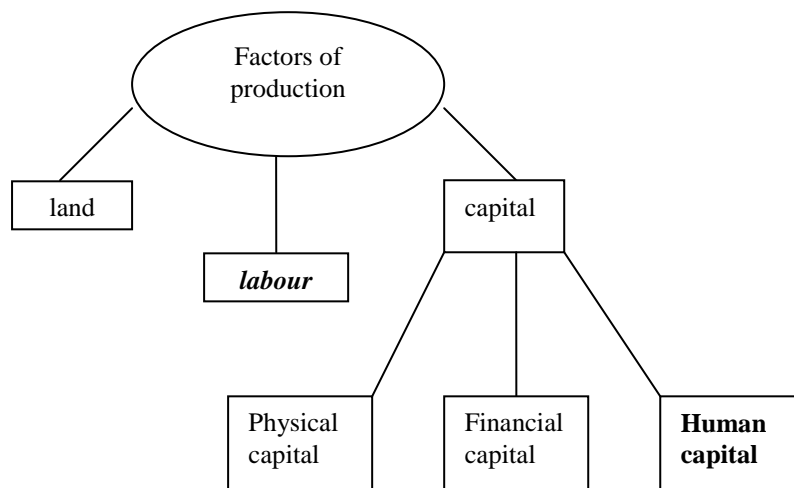 Factors of
production
land
capital
labour
Physical
capital
Financial
capital
Human
capital